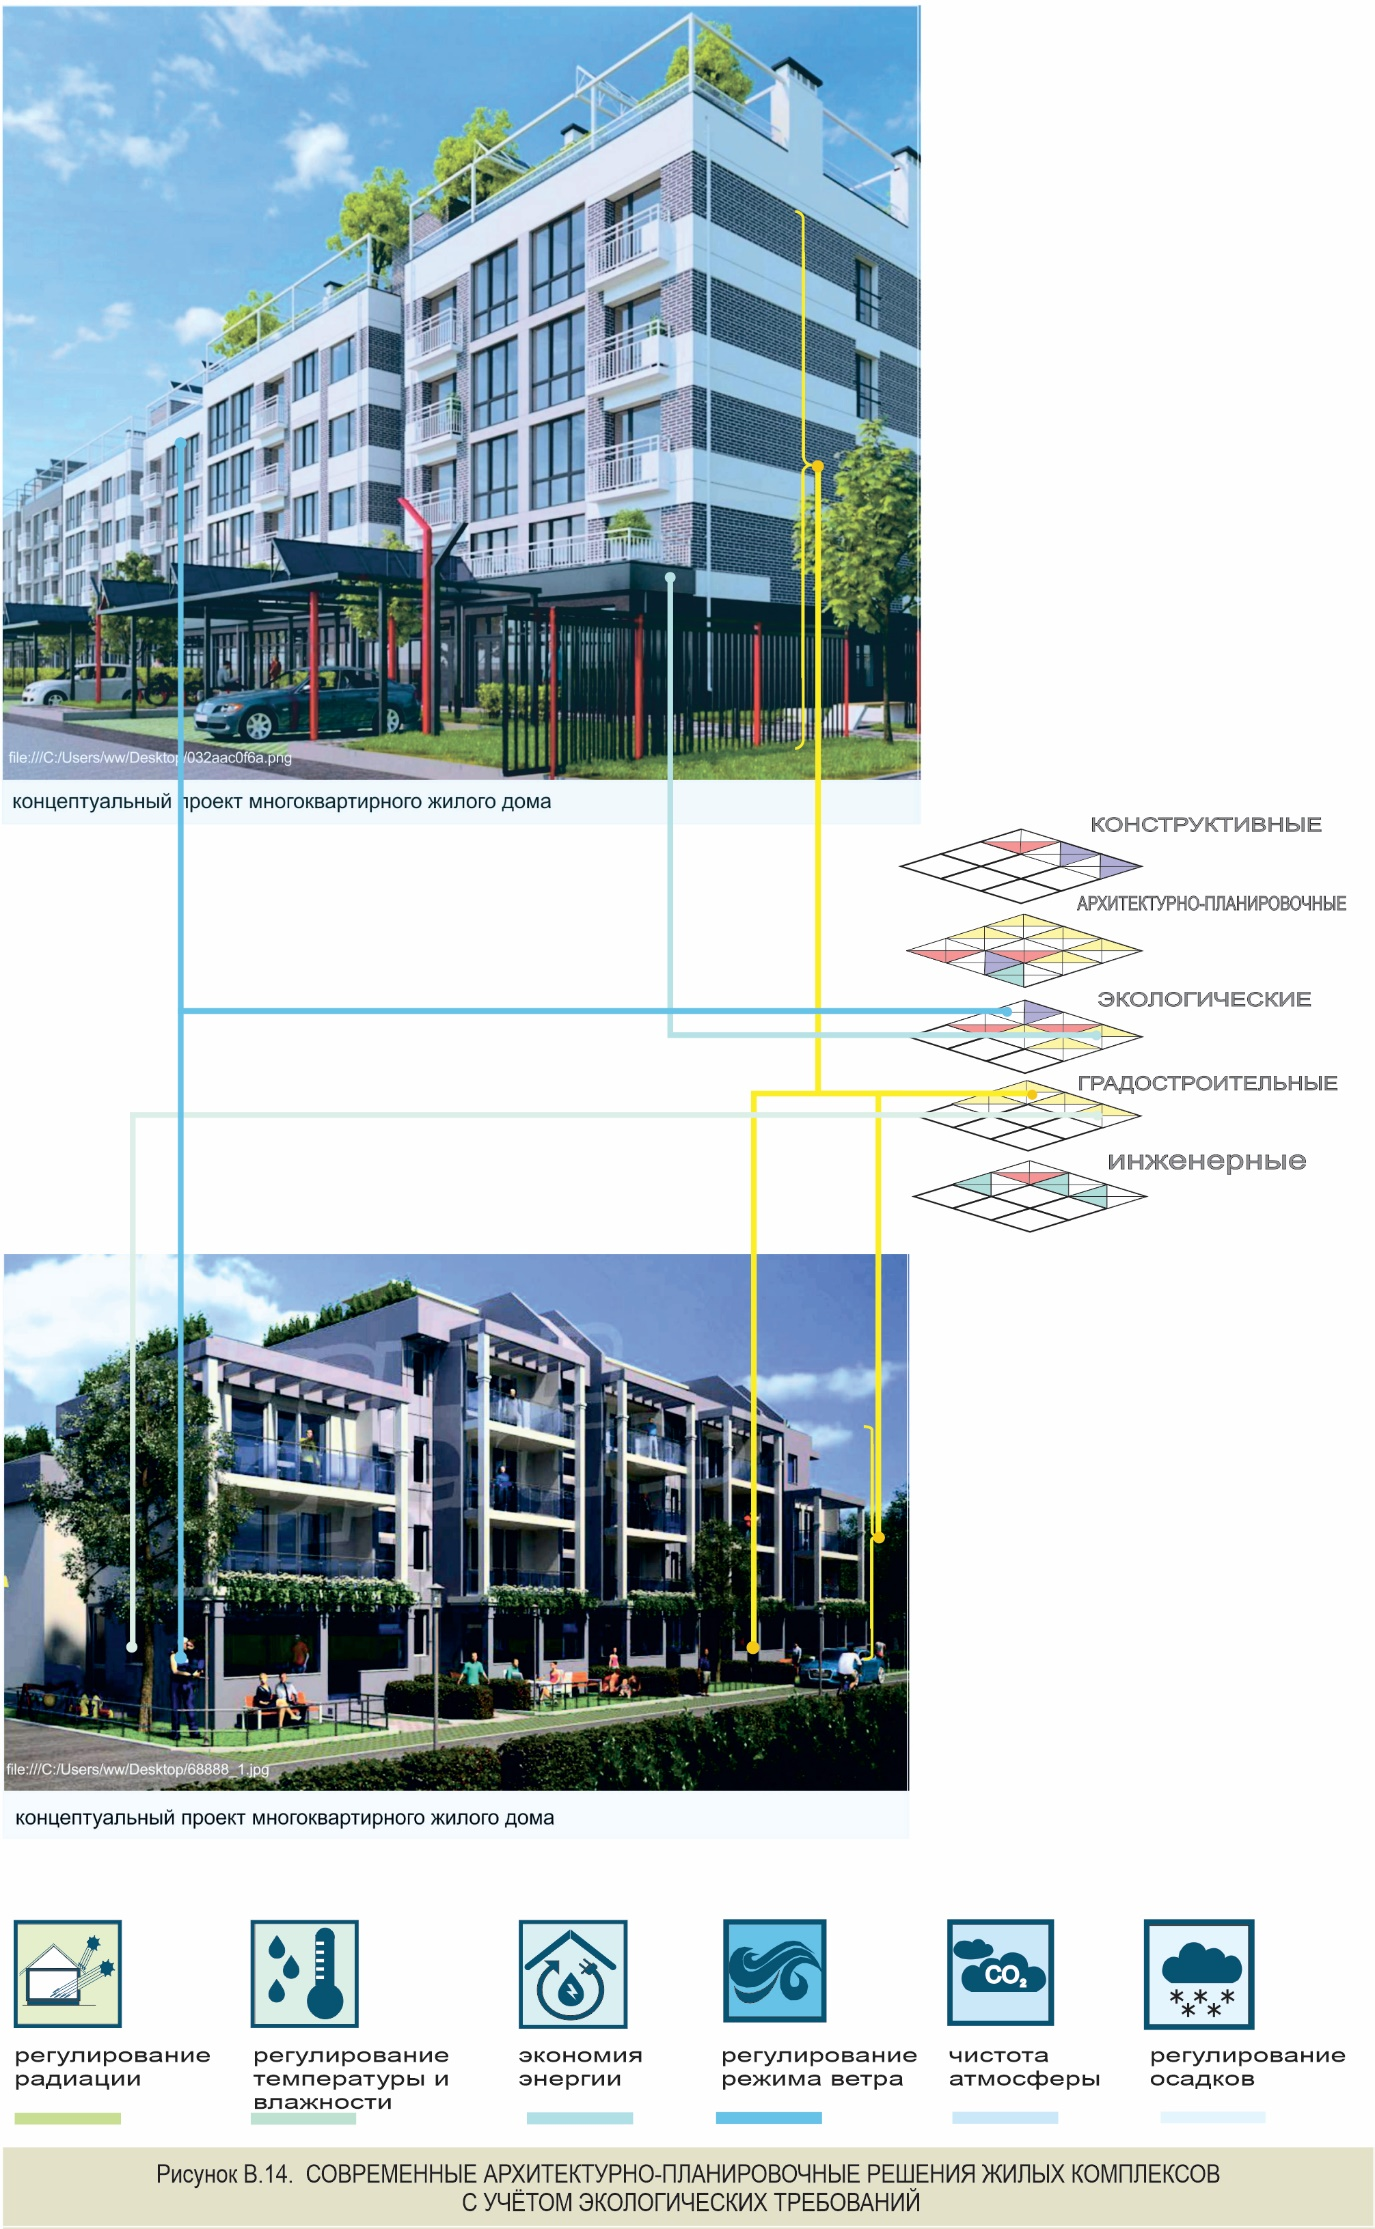 file:///C:/Users/ww/Desktop/032aac0f6a.png
концептуальный проект многоквартирного жилого дома
КОНСТРУКТИВНЫЕ
АРХИТЕКТУРНО-ПЛАНИРОВОЧНЫЕ
ЭКОЛОГИЧЕСКИЕ
ГРАДОСТРОИТЕЛЬНЫЕ
инженерные
file:///C:/Users/ww/Desktop/68888_1.jpg
концептуальный проект многоквартирного жилого дома
CO₂
регулирование
радиации
регулирование
температуры и
влажности
экономия
энергии
регулирование
режима ветра
чистота
атмосферы
регулирование
осадков
Рисунок В.14. СОВРЕМЕННЫЕ АРХИТЕКТУРНО-ПЛАНИРОВОЧНЫЕ РЕШЕНИЯ ЖИЛЫХ КОМПЛЕКСОВ
С УЧЁТОМ ЭКОЛОГИЧЕСКИХ ТРЕБОВАНИЙ